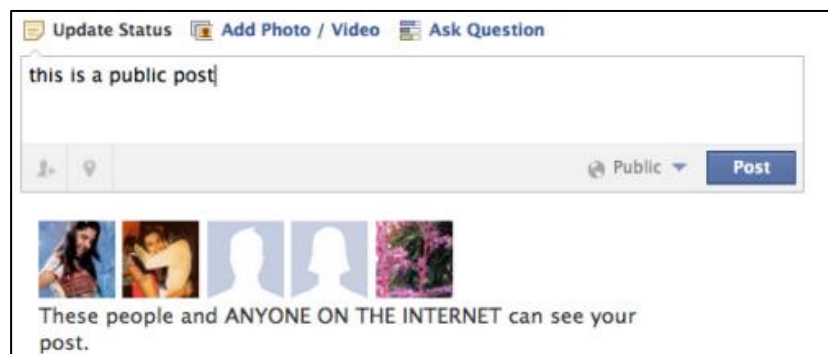 Update Status Add Photo / Video Ask Question
this is a public post
Public Post
These people and ANYONE ON THE INTERNET can see your
post.